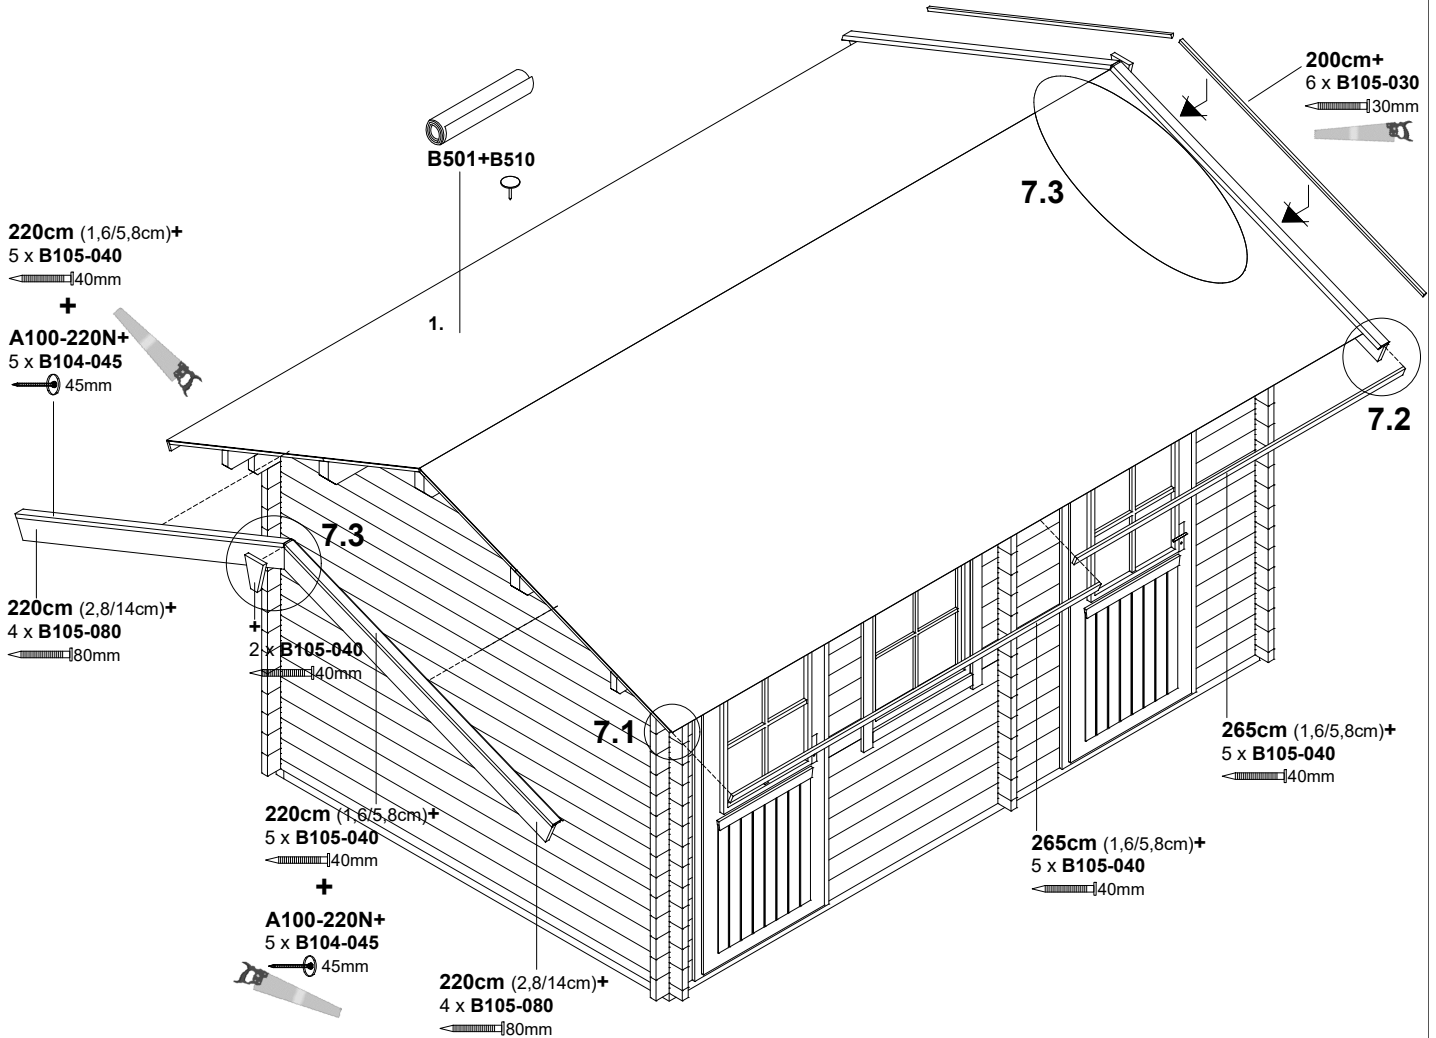 200cm+
6 x B105-030
30mm
B501+B510
7.3
220cm (1,6/5,8cm)+
5 x B105-040
40mm
+
A100-220N+
5 x B104-045
45mm
1.
7.2
7.3
220cm (2,8/14cm)+
4 x B105-080
80mm
+
2 x B105-040
40mm
7.1
265cm (1,6/5,8cm)+
5 x B105-040
40mm
220cm (1,6/5,8cm)+
5 x B105-040
40mm
+
A100-220N+
5 x B104-045
45mm
265cm (1,6/5,8cm)+
5 x B105-040
40mm
220cm (2,8/14cm)+
4 x B105-080
80mm